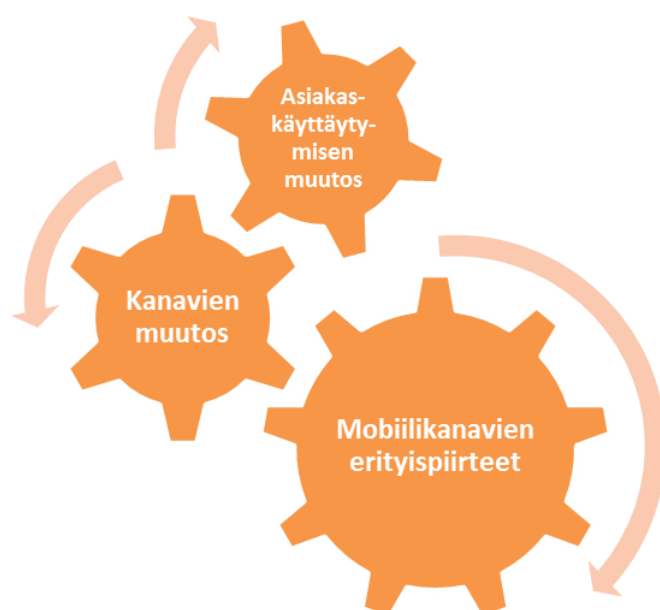 Asiakas-
käyttäyty-
misen
muutos
Kanavien
muutos
Mobiilikanavien
erityispiirteet